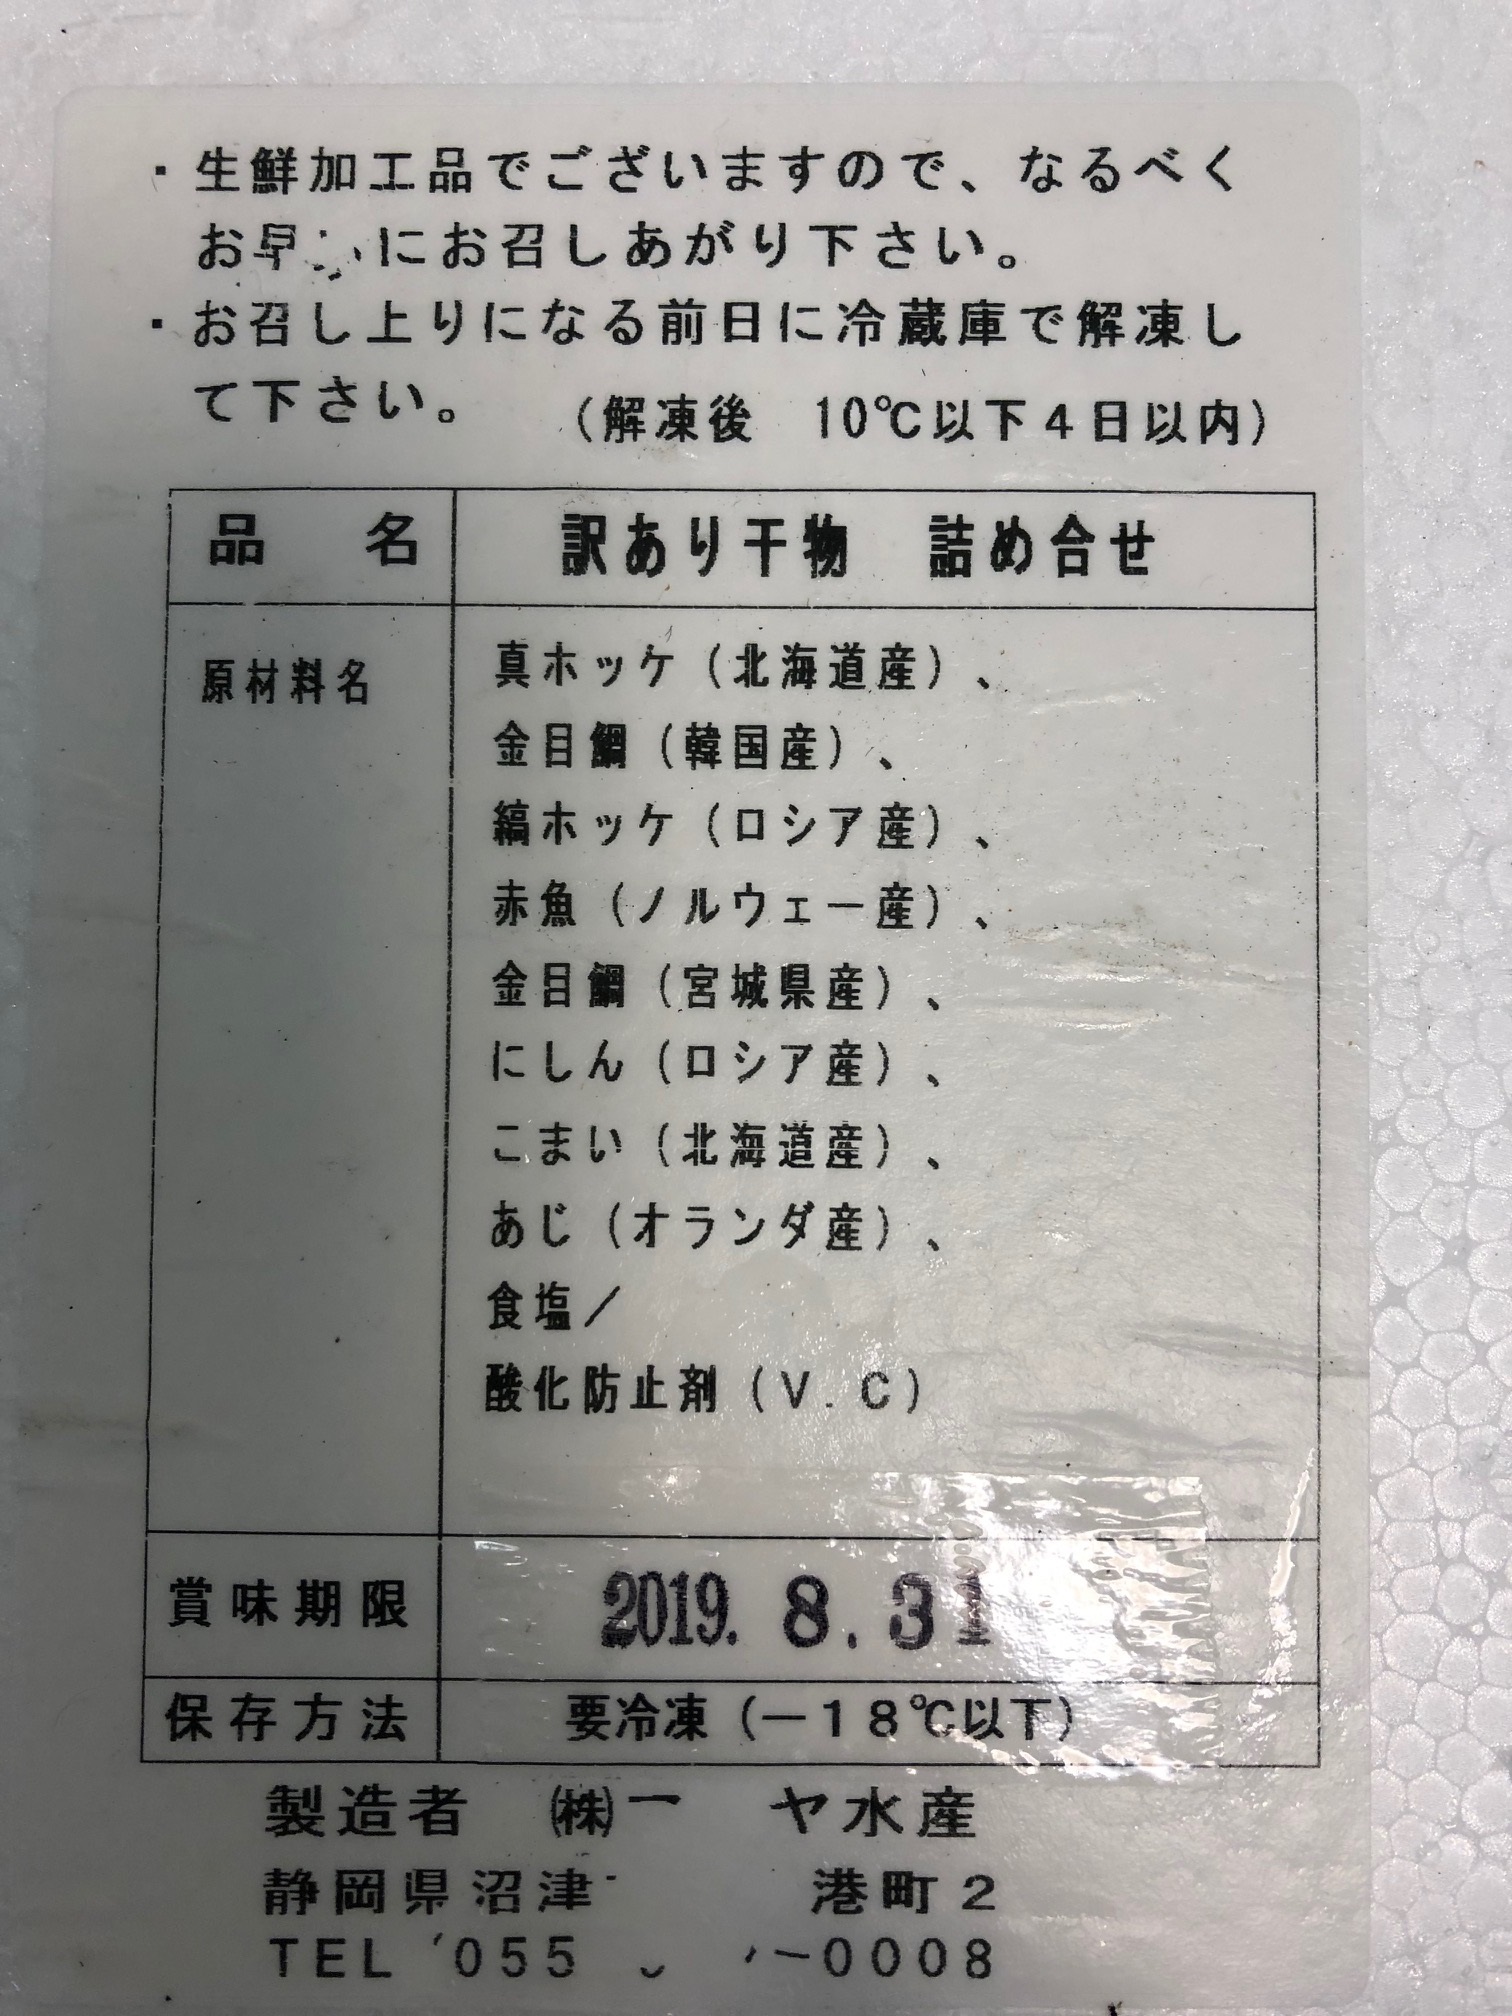 ・生鮮加工品でございますので、なるべく
お早にお召しあがり下さい。
・お召し上りになる前日に冷蔵庫で解凍し
て下さい。 (解凍後 10℃以下4日以内)
品 名 訳あり干物 詰め合せ
原材料名 真ホッケ(北海道産)、
金目鯛(韓国産)、
縞ホッケ(ロシア産)、
赤魚(ノルウェー産)、
金目鯛(宮城県産)、
にしん(ロシア産)、
こまい(北海道産)、
あじ(オランダ産)、
食塩/
酸化防止剤(V.C)
賞味期限 2019.8.31
保存方法 要冷凍(-18℃以下)
製造者 ㈱ ヤ水産
静岡県沼津 港町2
TEL 055 -0008